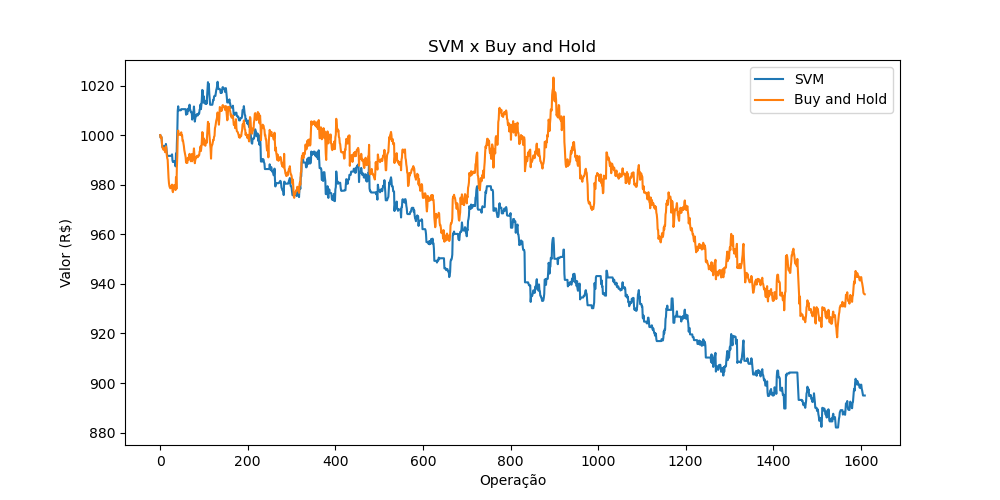 SVM x Buy and Hold
SVM
Buy and Hold
Valor (R$)
1020
1000
980
960
940
920
900
880
0 200 400 600 800 1000 1200 1400 1600
Operação